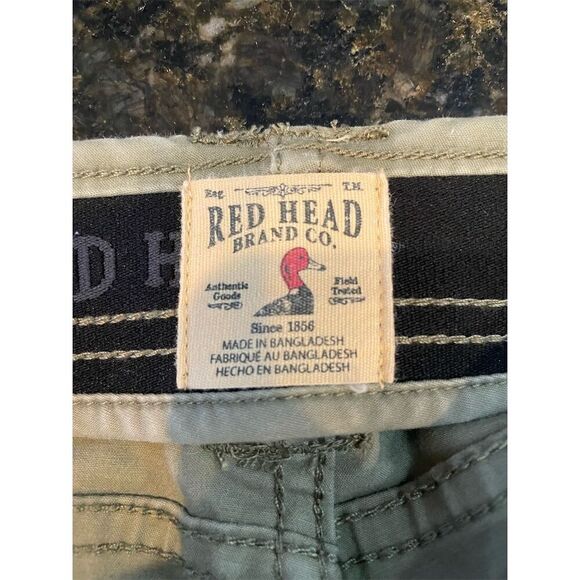 Reg. T.M.
RED HEAD
BRAND CO.
Authentic Goods
Field Tested
Since 1856
MADE IN BANGLADESH
FABRIQUÉ AU BANGLADESH
HECHO EN BANGLADESH
D H